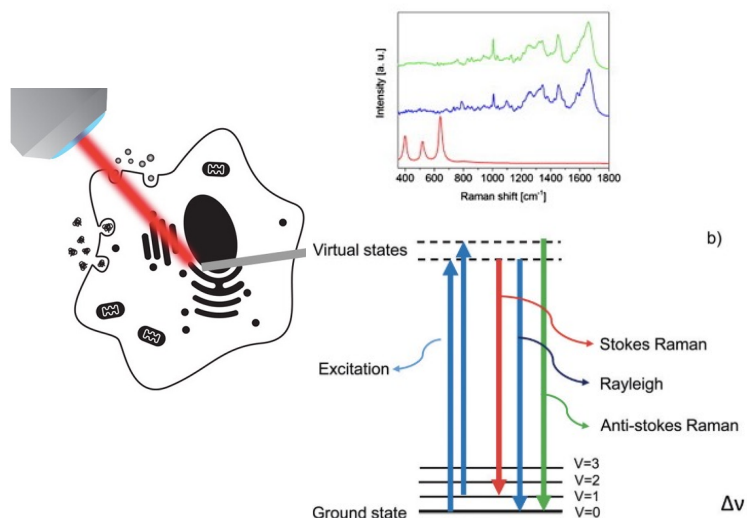 Intensity [a. u.]
400 600 800 1000 1200 1400 1600 1800
Raman shift [cm⁻¹]
b)
Virtual states
Stokes Raman
Excitation
Rayleigh
Anti-stokes Raman
V=3
V=2
V=1
Ground state
V=0
Δν